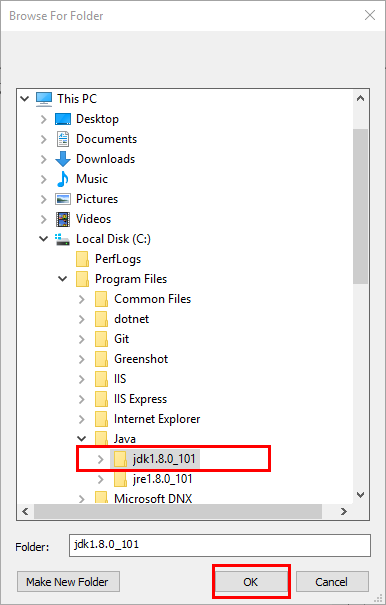 Browse For Folder
This PC
Desktop
Documents
Downloads
Music
Pictures
Videos
Local Disk (C:)
PerfLogs
Program Files
Common Files
dotnet
Git
Greenshot
IIS
IIS Express
Internet Explorer
Java
jdk1.8.0_101
jre1.8.0_101
Microsoft DNX
Folder: jdk1.8.0_101
Make New Folder OK Cancel